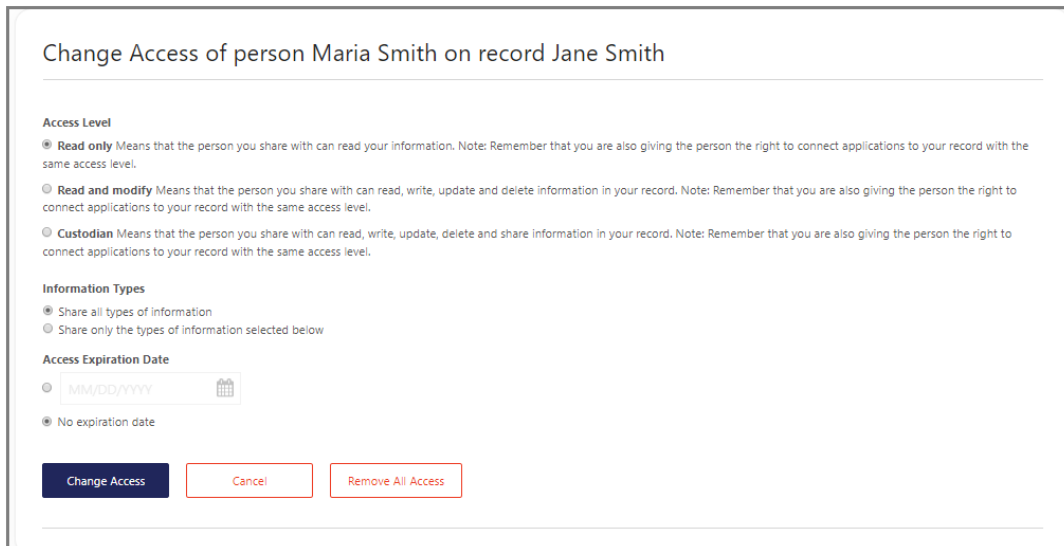 Change Access of person Maria Smith on record Jane Smith
Access Level
Read only Means that the person you share with can read your information. Note: Remember that you are also giving the person the right to connect applications to your record with the
same access level.
Read and modify Means that the person you share with can read, write, update and delete information in your record. Note: Remember that you are also giving the person the right to
connect applications to your record with the same access level.
Custodian Means that the person you share with can read, write, update, delete and share information in your record. Note: Remember that you are also giving the person the right to
connect applications to your record with the same access level.
Information Types
Share all types of information
Share only the types of information selected below
Access Expiration Date
MM/DD/YYYY
No expiration date
Change Access Cancel Remove All Access